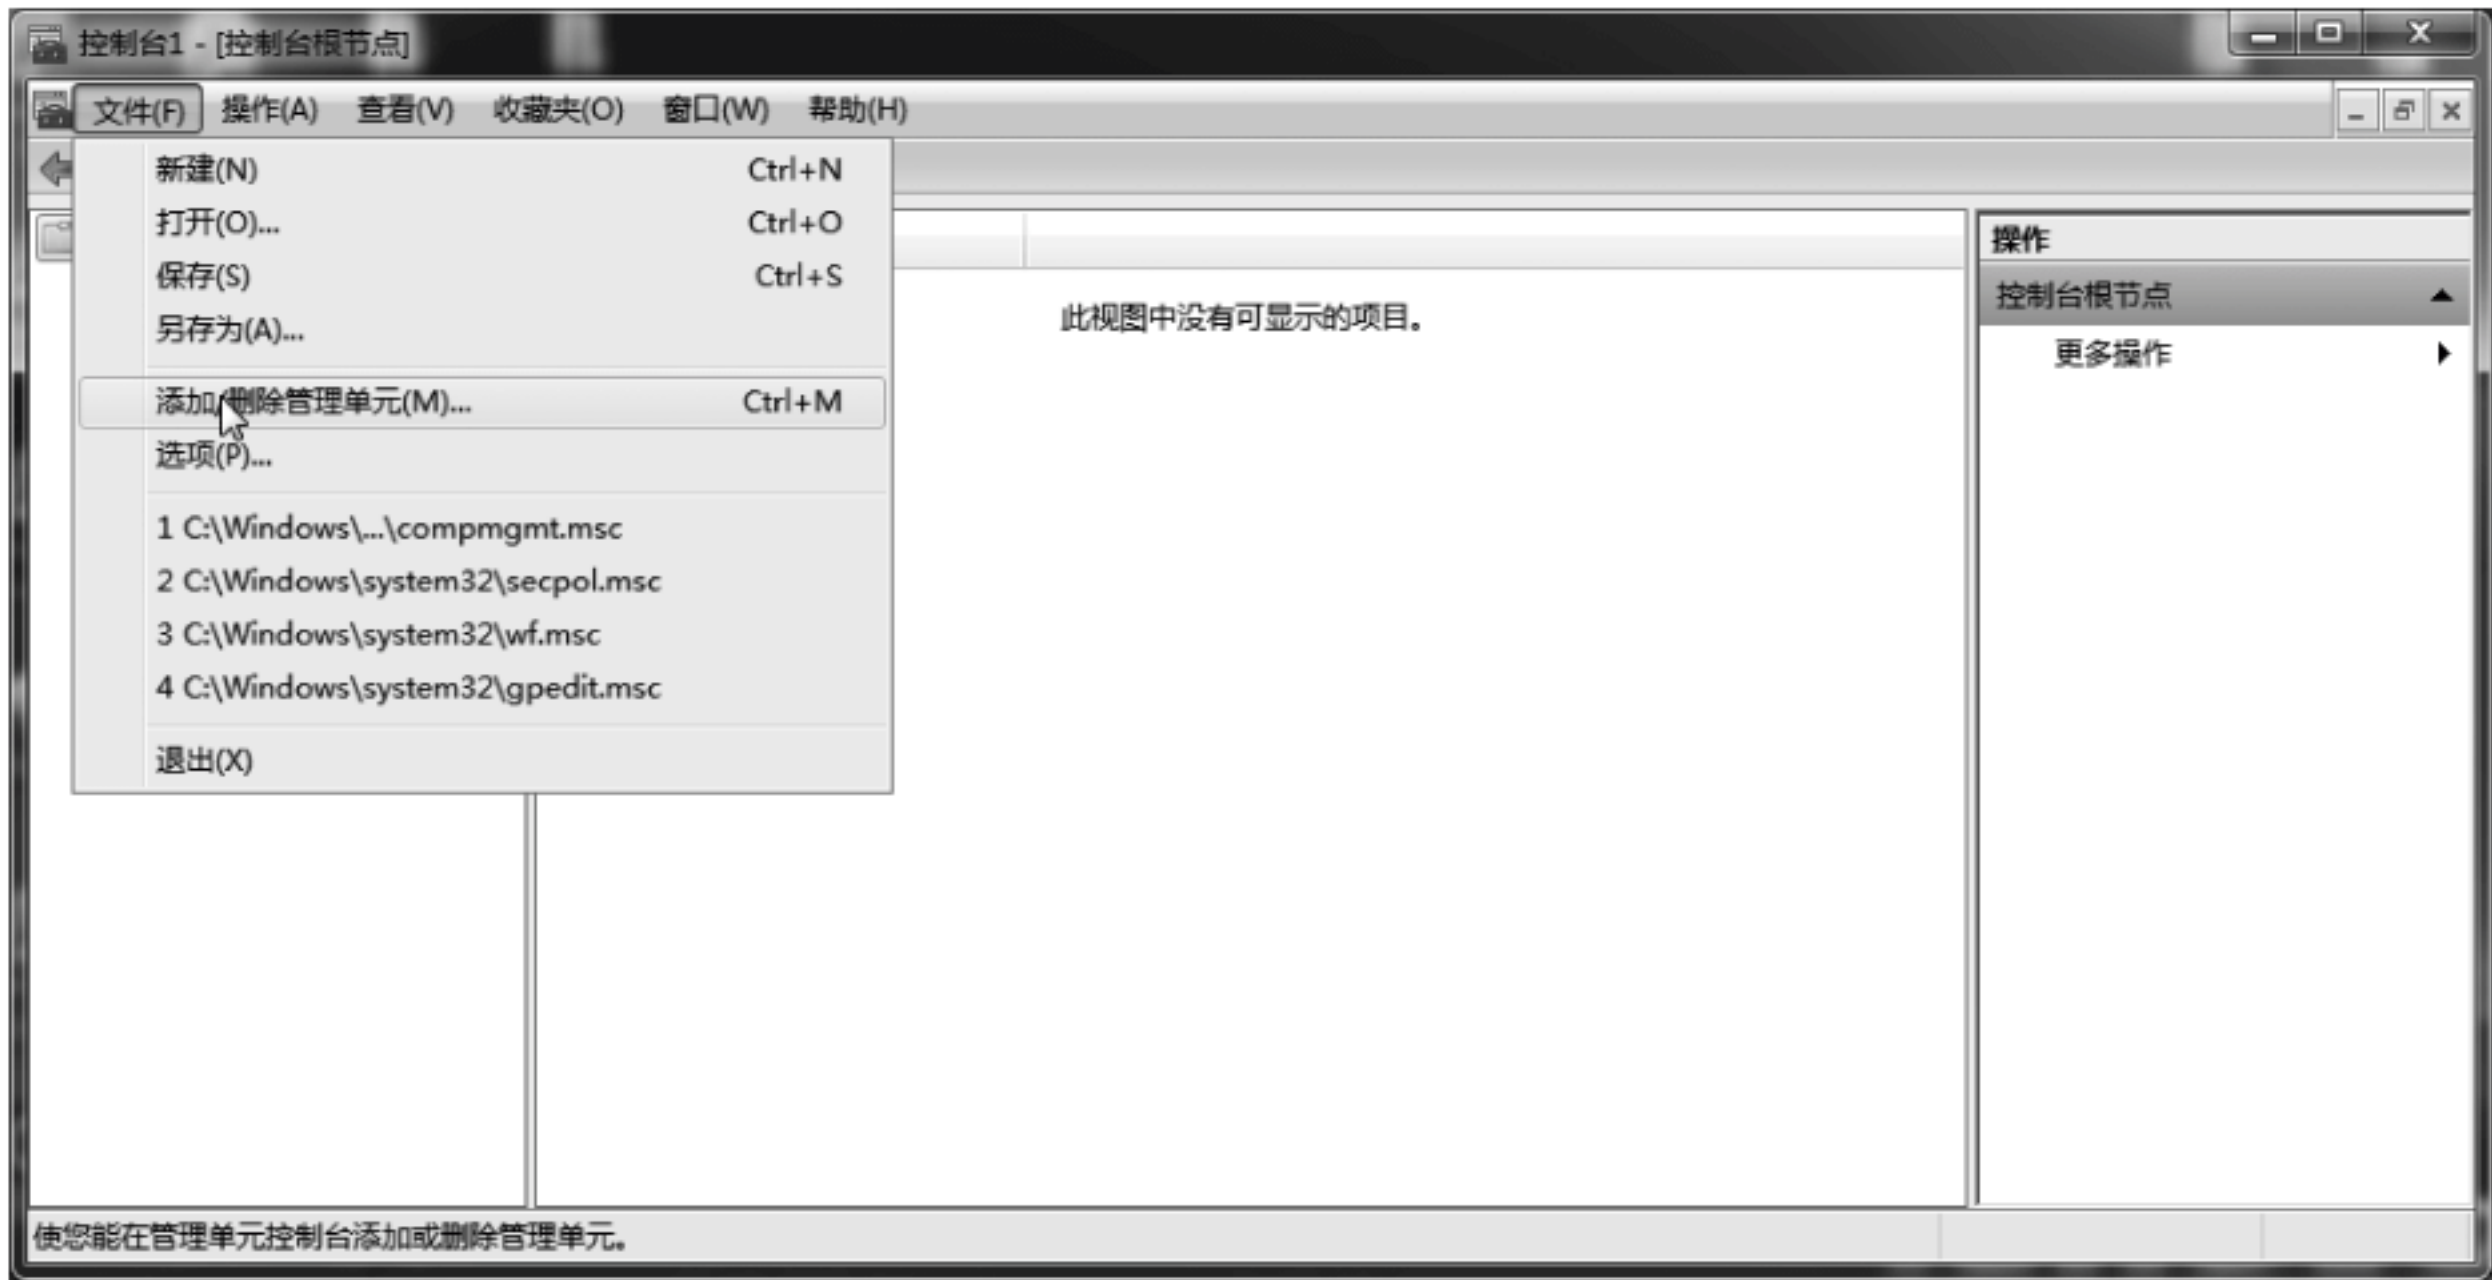 控制台1 - [控制台根节点]
文件(F) 操作(A) 查看(V) 收藏夹(O) 窗口(W) 帮助(H)
新建(N) Ctrl+N
打开(O)... Ctrl+O
保存(S) Ctrl+S
另存为(A)...
添加/删除管理单元(M)... Ctrl+M
选项(P)...
1 C:\Windows\...\compmgmt.msc
2 C:\Windows\system32\secpol.msc
3 C:\Windows\system32\wf.msc
4 C:\Windows\system32\gpedit.msc
退出(X)
此视图中没有可显示的项目。
操作
控制台根节点
更多操作
使您能在管理单元控制台添加或删除管理单元。